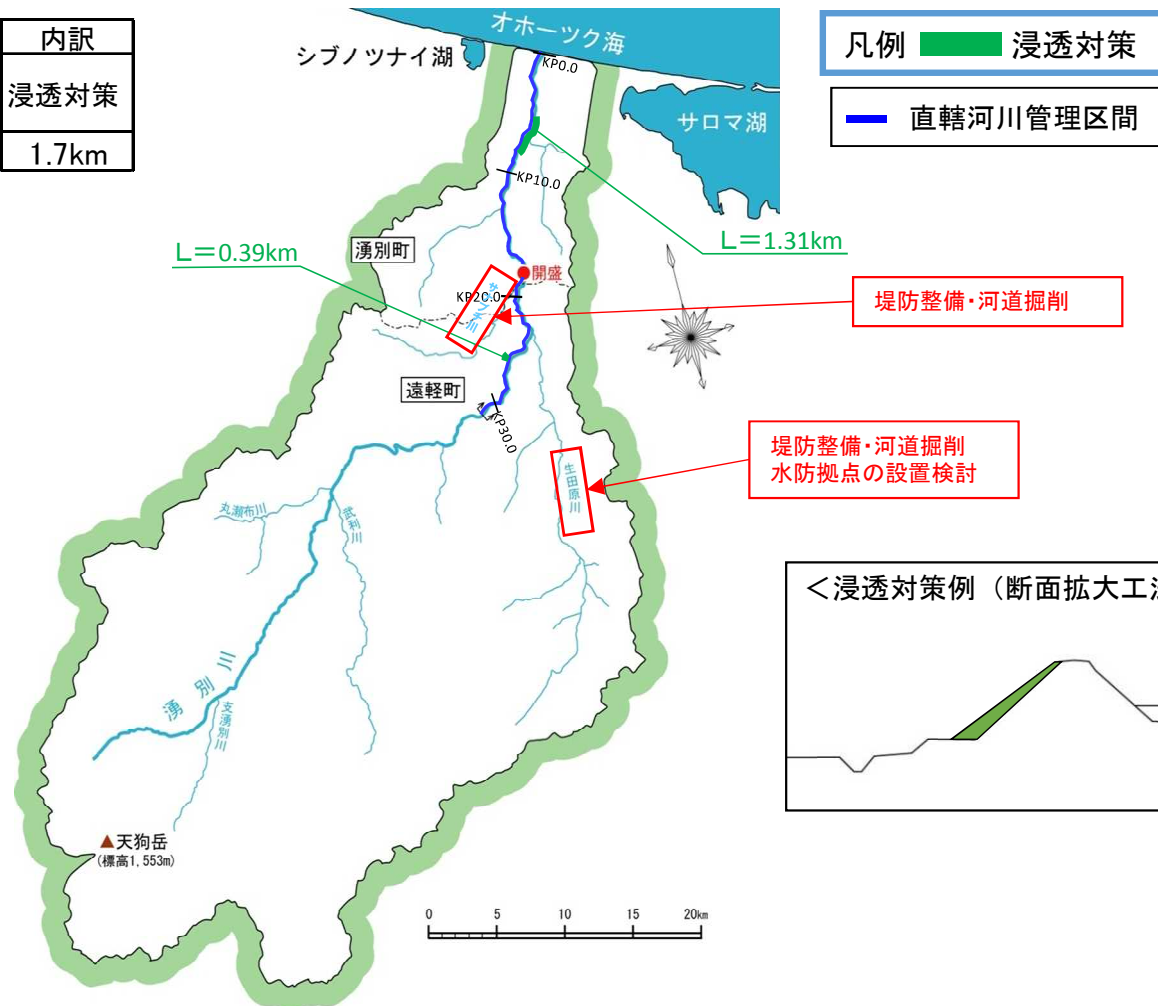 内訳
浸透対策
1.7km
オホーツク海
シブノツナイ湖
KP0.0
サロマ湖
凡例
浸透対策
直轄河川管理区間
KP10.0
L=0.39km
湧別町
L=1.31km
開盛
KP20.0
堤防整備・河道掘削
遠軽町
KP30.0
堤防整備・河道掘削
水防拠点の設置検討
生田原川
丸瀬布川
武利川
湧別川
支湧別川
<浸透対策例（断面拡大工法
▲天狗岳
(標高1,553m)
0 5 10 15 20km